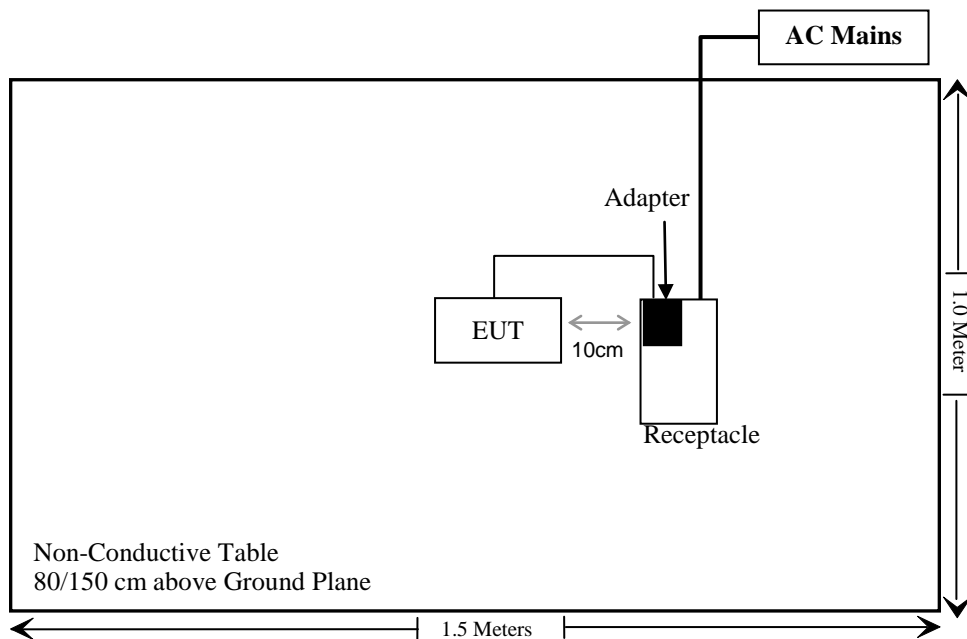 AC Mains
Adapter
EUT
10cm
Receptacle
1.0 Meter
Non-Conductive Table
80/150 cm above Ground Plane
1.5 Meters